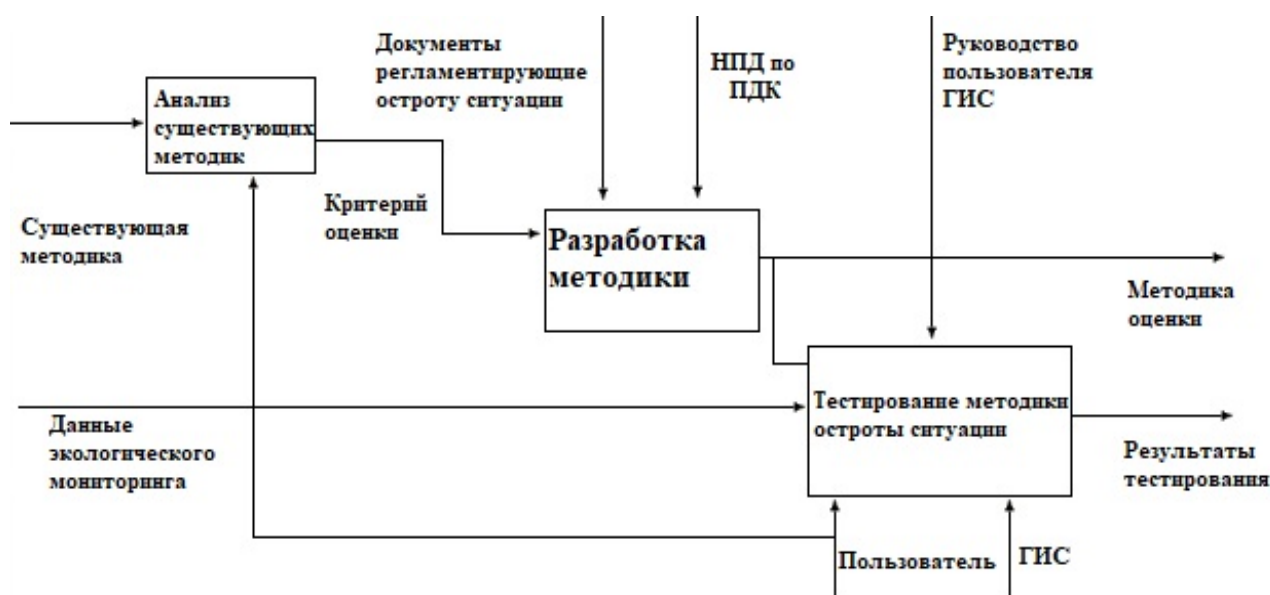 Документы
регламентирующие
остроту ситуации
НПД по
ПДК
Руководство
пользователя
ГИС
Анализ
существующих
методик
Существующая
методика
Критерий
оценки
Разработка
методики
Методика
оценки
Тестирование методики
остроты ситуации
Данные
экологического
мониторинга
Результаты
тестирования
Пользователь
ГИС